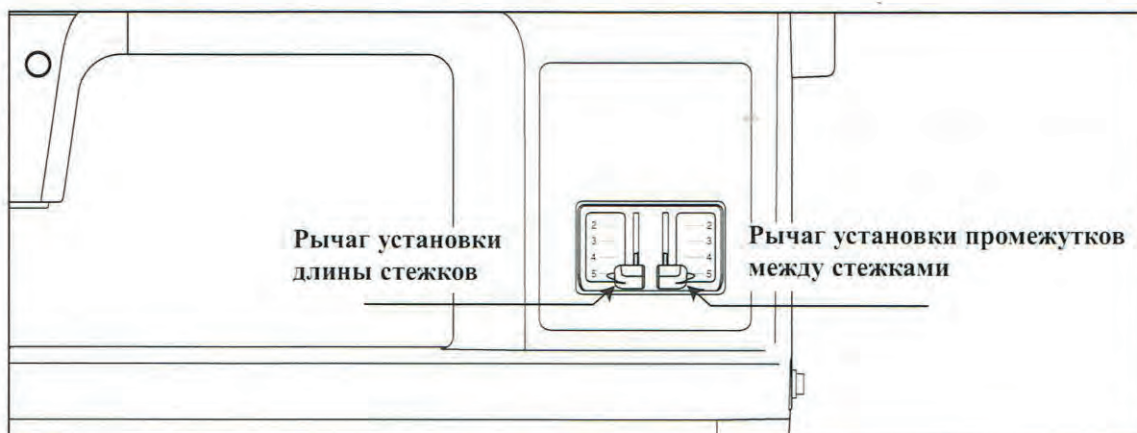 Рычаг установки
длины стежков
2 2
3 3
4 4
5 5
Рычаг установки промежутков
между стежками